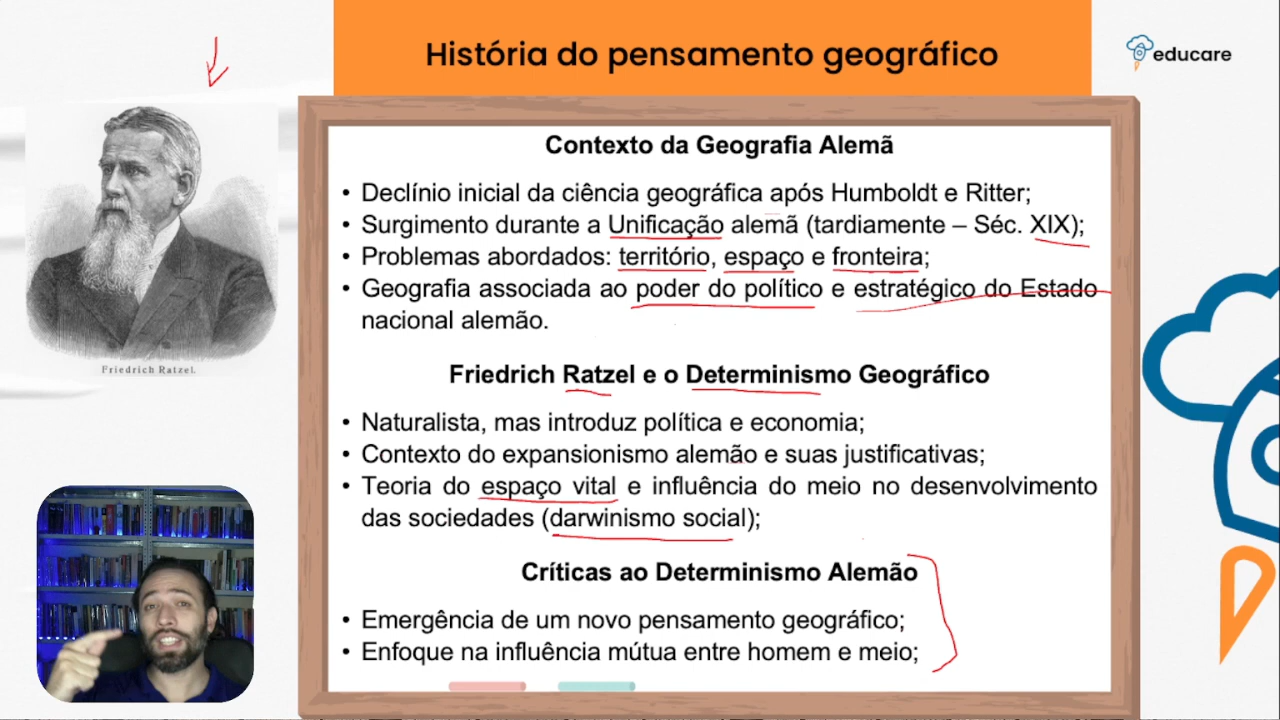 História do pensamento geográfico
educare
Contexto da Geografia Alemã
• Declínio inicial da ciência geográfica após Humboldt e Ritter;
• Surgimento durante a Unificação alemã (tardiamente – Séc. XIX);
• Problemas abordados: território, espaço e fronteira;
• Geografia associada ao poder do político e estratégico do Estado
nacional alemão.
Friedrich Ratzel.
Friedrich Ratzel e o Determinismo Geográfico
• Naturalista, mas introduz política e economia;
• Contexto do expansionismo alemão e suas justificativas;
• Teoria do espaço vital e influência do meio no desenvolvimento
das sociedades (darwinismo social);
Críticas ao Determinismo Alemão
• Emergência de um novo pensamento geográfico;
• Enfoque na influência mútua entre homem e meio;